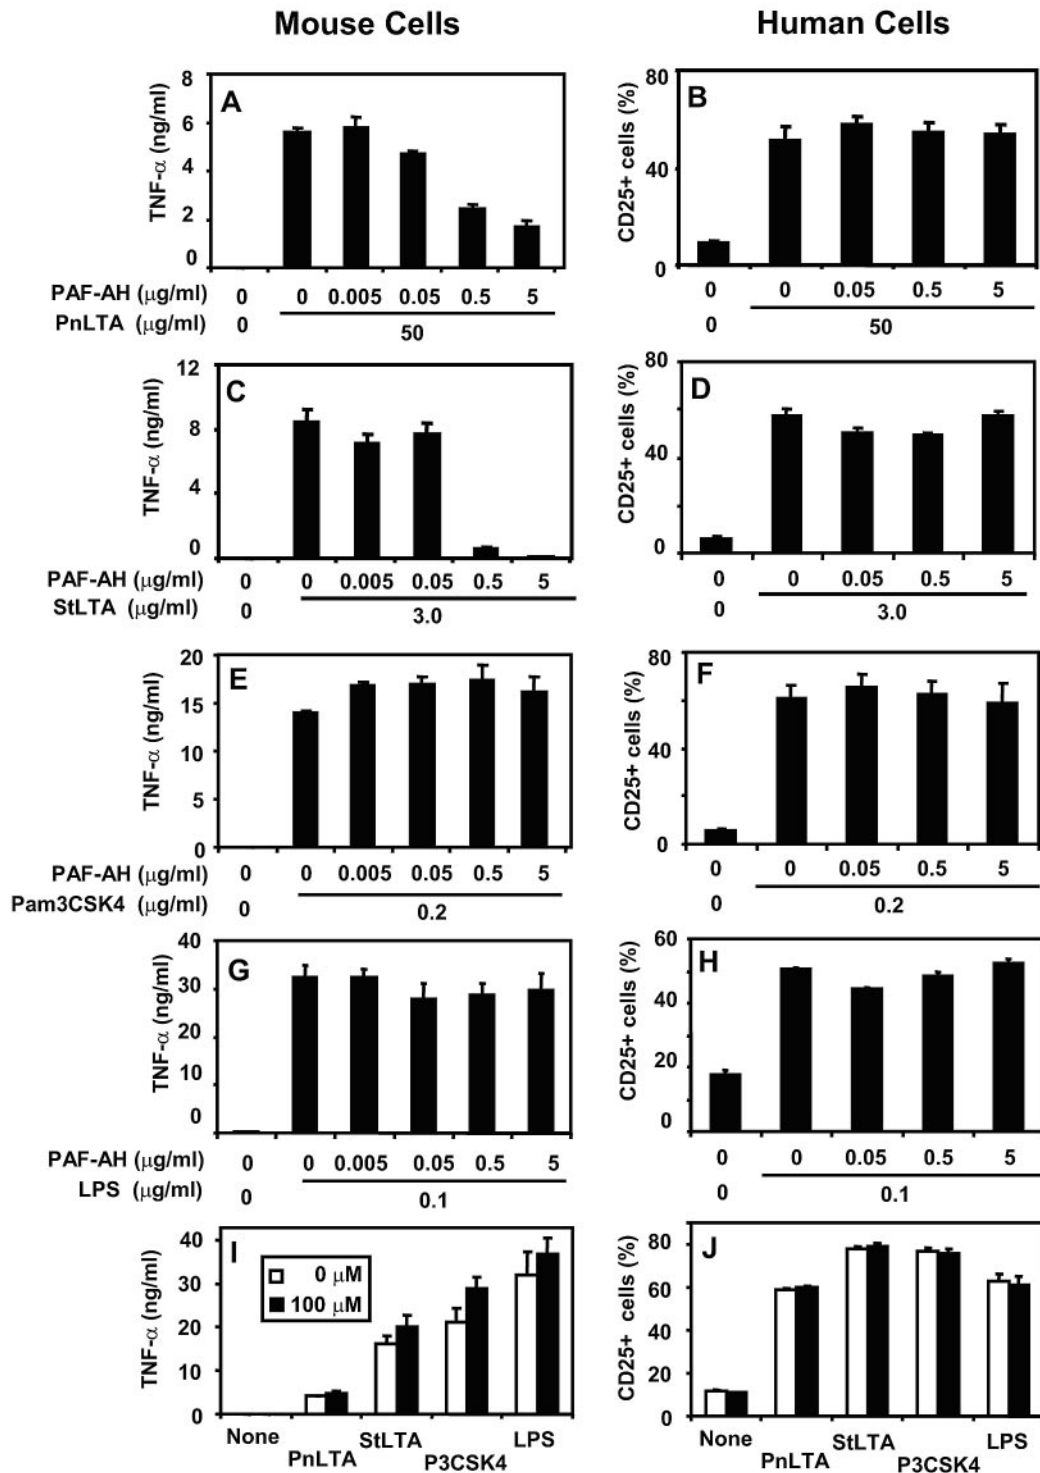 Mouse Cells
Human Cells
A
TNF-α (ng/ml)
8
6
4
2
0
PAF-AH (μg/ml) 0 0 0.005 0.05 0.5 5
PnLTA (μg/ml) 0 50
B
CD25+ cells (%)
80
40
0
0 0 0.05 0.5 5
0 50
C
TNF-α (ng/ml)
12
8
4
0
PAF-AH (μg/ml) 0 0 0.005 0.05 0.5 5
StLTA (μg/ml) 0 3.0
D
CD25+ cells (%)
80
40
0
0 0 0.05 0.5 5
0 3.0
E
TNF-α (ng/ml)
20
15
10
5
0
PAF-AH (μg/ml) 0 0 0.005 0.05 0.5 5
Pam3CSK4 (μg/ml) 0 0.2
F
CD25+ cells (%)
80
40
0
0 0 0.05 0.5 5
0 0.2
G
TNF-α (ng/ml)
40
30
20
10
0
PAF-AH (μg/ml) 0 0 0.005 0.05 0.5 5
LPS (μg/ml) 0 0.1
H
CD25+ cells (%)
60
40
20
0
0 0 0.05 0.5 5
0 0.1
I
TNF-α (ng/ml)
40
30
20
10
0
0 μM
100 μM
None PnLTA StLTA P3CSK4 LPS
J
CD25+ cells (%)
80
60
40
20
0
None PnLTA StLTA P3CSK4 LPS